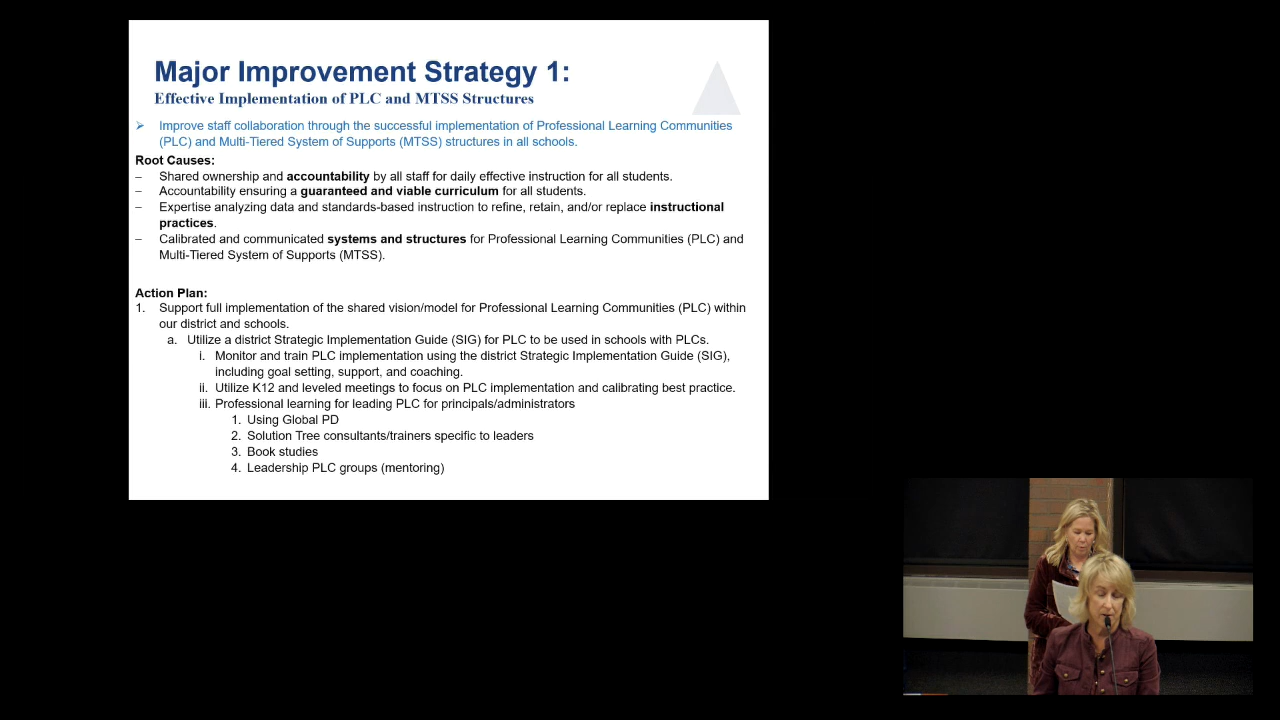 Major Improvement Strategy 1:
Effective Implementation of PLC and MTSS Structures
➢ Improve staff collaboration through the successful implementation of Professional Learning Communities
(PLC) and Multi-Tiered System of Supports (MTSS) structures in all schools.
Root Causes:
– Shared ownership and accountability by all staff for daily effective instruction for all students.
– Accountability ensuring a guaranteed and viable curriculum for all students.
– Expertise analyzing data and standards-based instruction to refine, retain, and/or replace instructional
practices.
– Calibrated and communicated systems and structures for Professional Learning Communities (PLC) and
Multi-Tiered System of Supports (MTSS).
Action Plan:
1. Support full implementation of the shared vision/model for Professional Learning Communities (PLC) within
our district and schools.
a. Utilize a district Strategic Implementation Guide (SIG) for PLC to be used in schools with PLCs.
i. Monitor and train PLC implementation using the district Strategic Implementation Guide (SIG),
including goal setting, support, and coaching.
ii. Utilize K12 and leveled meetings to focus on PLC implementation and calibrating best practice.
iii. Professional learning for leading PLC for principals/administrators
1. Using Global PD
2. Solution Tree consultants/trainers specific to leaders
3. Book studies
4. Leadership PLC groups (mentoring)